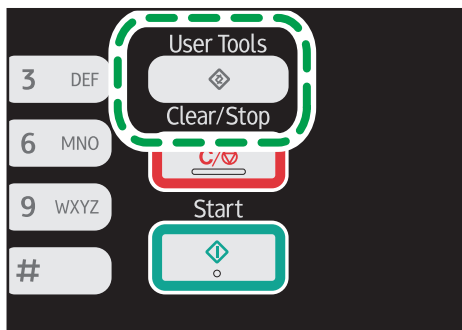 User Tools
3 DEF
Clear/Stop
6 MNO
C/
9 WXYZ
Start
#